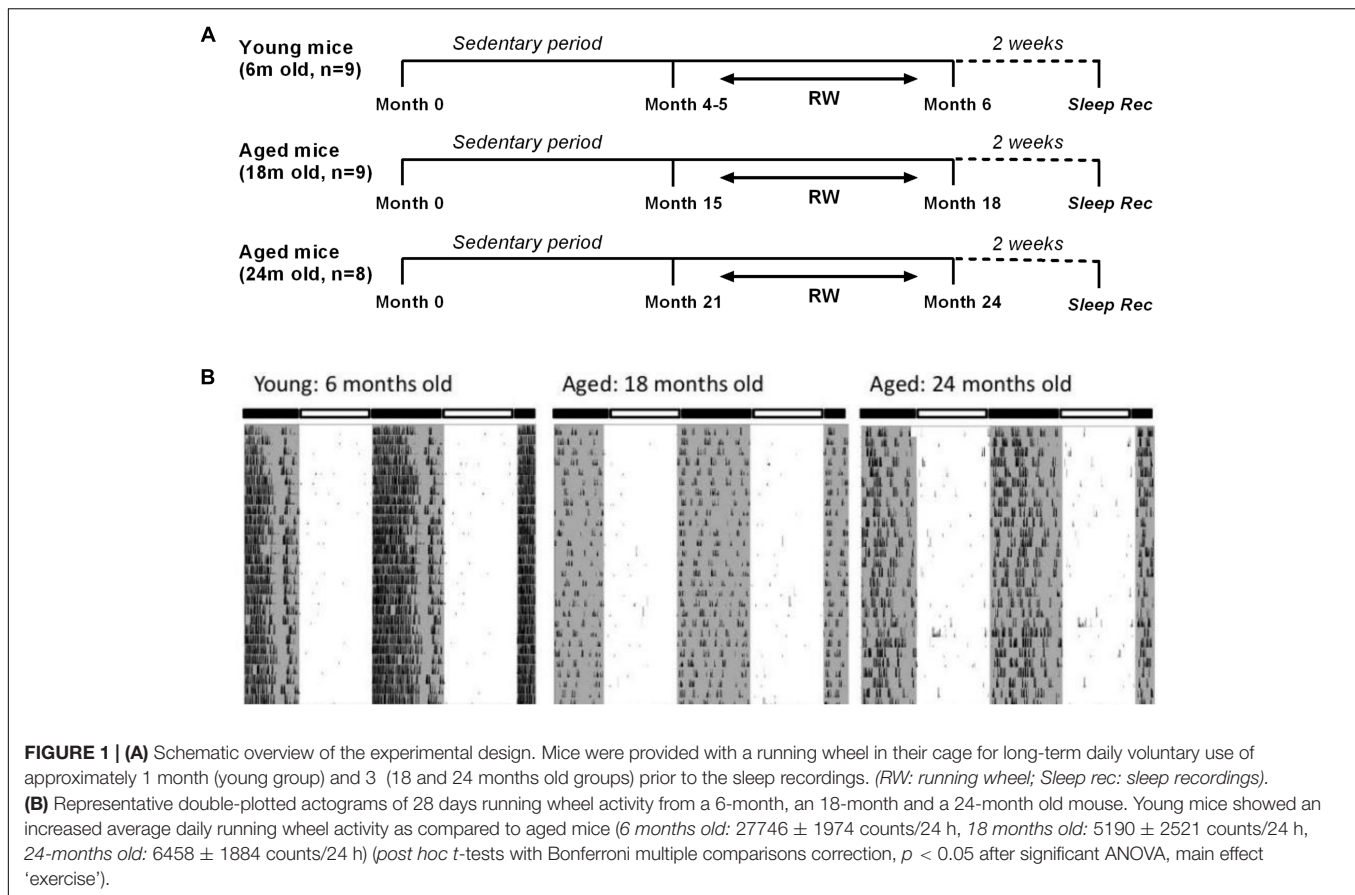 A
Young mice
(6m old, n=9)
Sedentary period
2 weeks
Month 0
Month 4-5
RW
Month 6
Sleep Rec
Aged mice
(18m old, n=9)
Sedentary period
2 weeks
Month 0
Month 15
RW
Month 18
Sleep Rec
Aged mice
(24m old, n=8)
Sedentary period
2 weeks
Month 0
Month 21
RW
Month 24
Sleep Rec
B
Young: 6 months old
Aged: 18 months old
Aged: 24 months old
FIGURE 1 | (A) Schematic overview of the experimental design. Mice were provided with a running wheel in their cage for long-term daily voluntary use of
approximately 1 month (young group) and 3 (18 and 24 months old groups) prior to the sleep recordings. (RW: running wheel; Sleep rec: sleep recordings).
(B) Representative double-plotted actograms of 28 days running wheel activity from a 6-month, an 18-month and a 24-month old mouse. Young mice showed an
increased average daily running wheel activity as compared to aged mice (6 months old: 27746 ± 1974 counts/24 h, 18 months old: 5190 ± 2521 counts/24 h,
24-months old: 6458 ± 1884 counts/24 h) (post hoc t-tests with Bonferroni multiple comparisons correction, p < 0.05 after significant ANOVA, main effect
'exercise').